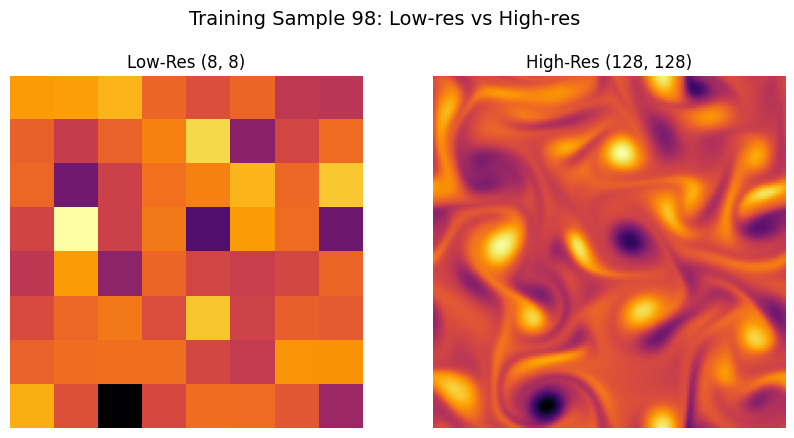 Training Sample 98: Low-res vs High-res
Low-Res (8, 8)
High-Res (128, 128)